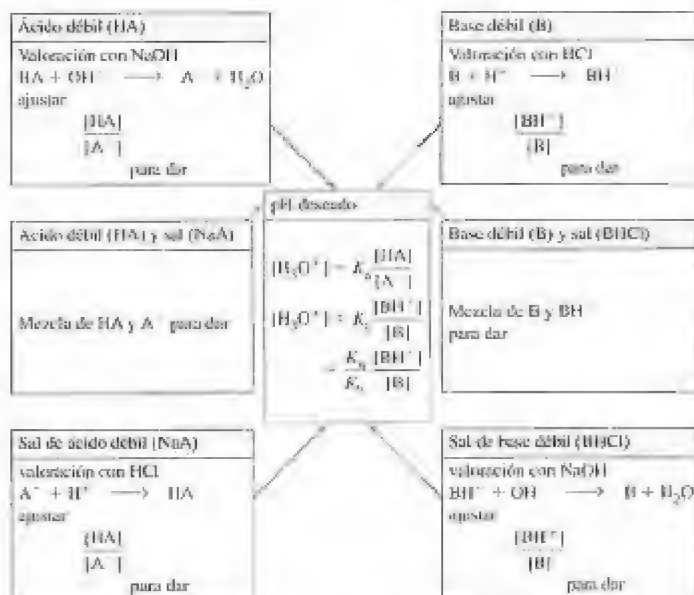 Ácido débil (HA)
Valoración con NaOH
HA + OH⁻ ⟶ A⁻ + H₂O
ajustar
[HA]
[A⁻]
para dar
Base débil (B)
Valoración con HCl
B + H⁺ ⟶ BH⁺
ajustar
[BH⁺]
[B]
para dar
Acido débil (HA) y sal (NaA)
Mezcla de HA y A⁻ para dar
pH deseado
[H₃O⁺] = Kₐ [HA]
[A⁻]
[H₃O⁺] = Kₐ [BH⁺]
[B]
= [BH⁺]
[B]
Base débil (B) y sal (BHCl)
Mezcla de B y BH
para dar
Sal de ácido débil (NaA)
valoración con HCl
A⁻ + H⁺ ⟶ HA
ajustar
[HA]
[A⁻]
para dar
Sal de base débil (BHCl)
valoración con NaOH
BH⁺ + OH ⟶ B + H₂O
ajustar
[BH⁺]
[B]
para dar